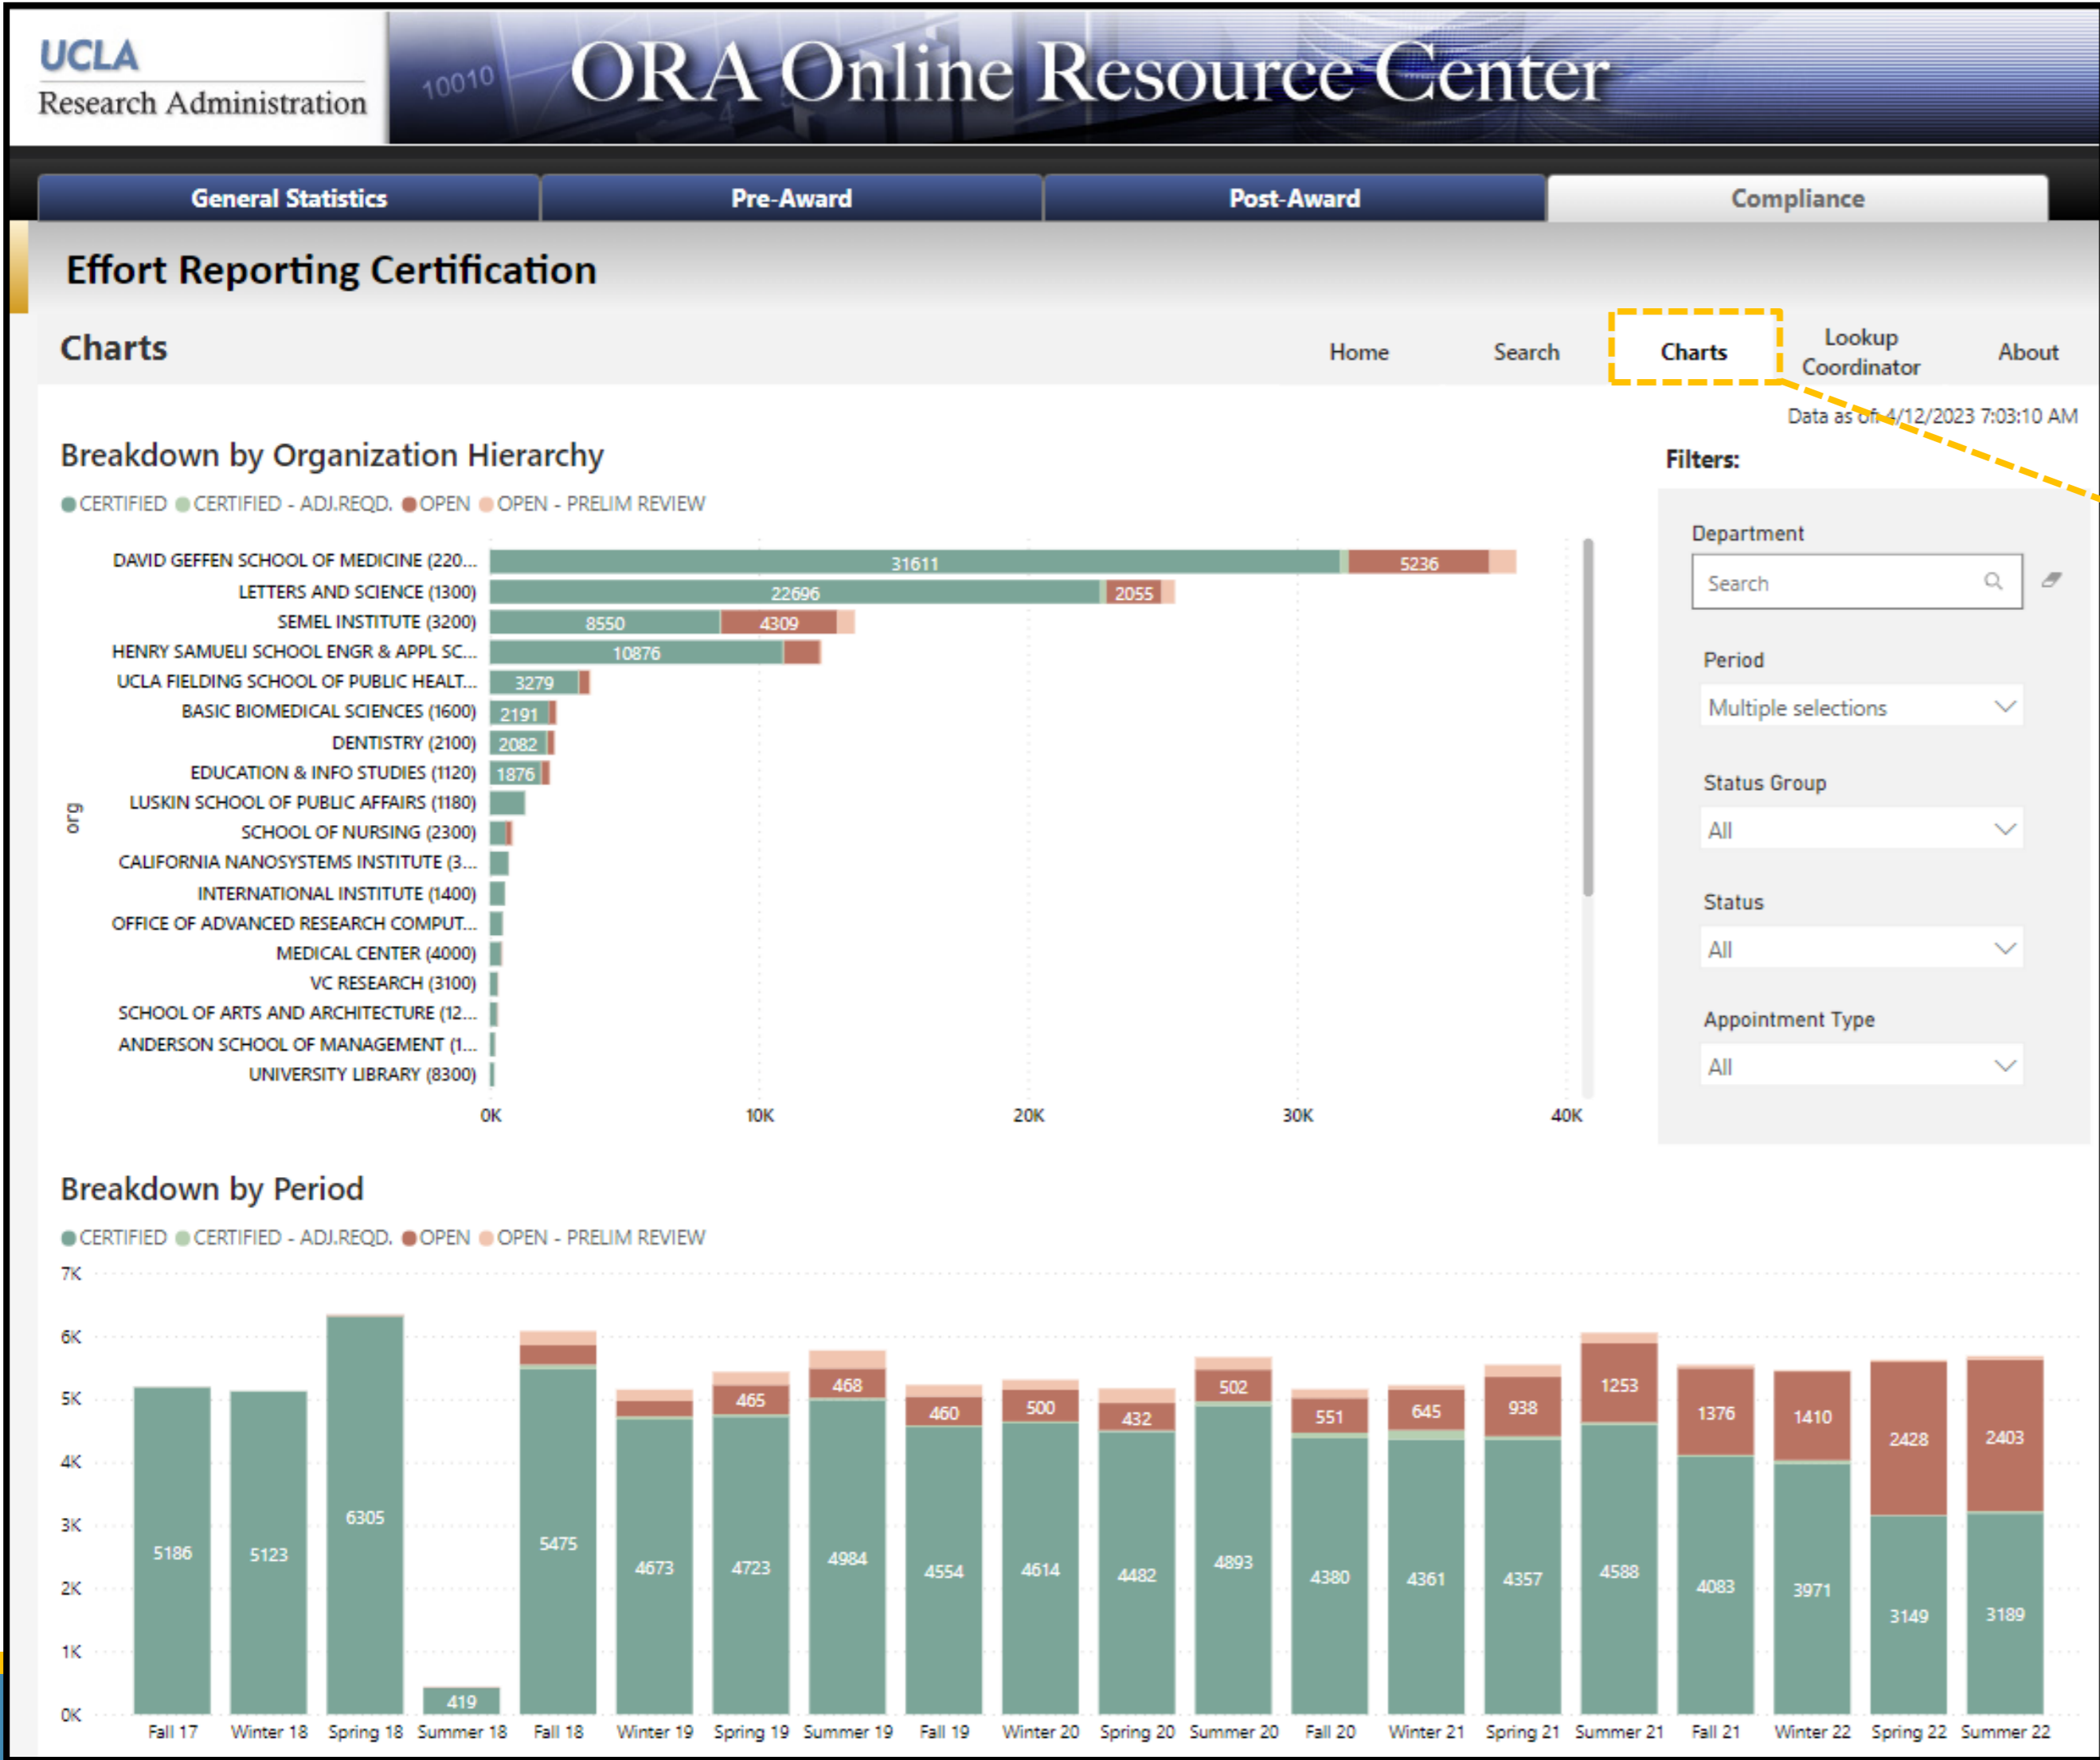 UCLA
Research Administration
10010
ORA Online Resource Center
General Statistics
Pre-Award
Post-Award
Compliance
Effort Reporting Certification
Charts
Home
Search
Charts
Lookup
Coordinator
About
Data as of: 4/12/2023 7:03:10 AM
Breakdown by Organization Hierarchy
CERTIFIED CERTIFIED - ADJ.REQD. OPEN OPEN - PRELIM REVIEW
org
DAVID GEFFEN SCHOOL OF MEDICINE (220... 31611 5236
LETTERS AND SCIENCE (1300) 22696 2055
SEMEL INSTITUTE (3200) 8550 4309
HENRY SAMUELI SCHOOL ENGR & APPL SC... 10876
UCLA FIELDING SCHOOL OF PUBLIC HEALT... 3279
BASIC BIOMEDICAL SCIENCES (1600) 2191
DENTISTRY (2100) 2082
EDUCATION & INFO STUDIES (1120) 1876
LUSKIN SCHOOL OF PUBLIC AFFAIRS (1180)
SCHOOL OF NURSING (2300)
CALIFORNIA NANOSYSTEMS INSTITUTE (3...
INTERNATIONAL INSTITUTE (1400)
OFFICE OF ADVANCED RESEARCH COMPUT...
MEDICAL CENTER (4000)
VC RESEARCH (3100)
SCHOOL OF ARTS AND ARCHITECTURE (12...
ANDERSON SCHOOL OF MANAGEMENT (1...
UNIVERSITY LIBRARY (8300)
0K 10K 20K 30K 40K
Filters:
Department
Search
Period
Multiple selections
Status Group
All
Status
All
Appointment Type
All
Breakdown by Period
CERTIFIED CERTIFIED - ADJ.REQD. OPEN OPEN - PRELIM REVIEW
7K
6K
5K
4K
3K
2K
1K
0K
468 502 1253
465 460 500 432 551 645 938 1376 1410 2428 2403
5186 5123 6305 419 5475 4673 4723 4984 4554 4614 4482 4893 4380 4361 4357 4588 4083 3971 3149 3189
Fall 17 Winter 18 Spring 18 Summer 18 Fall 18 Winter 19 Spring 19 Summer 19 Fall 19 Winter 20 Spring 20 Summer 20 Fall 20 Winter 21 Spring 21 Summer 21 Fall 21 Winter 22 Spring 22 Summer 22